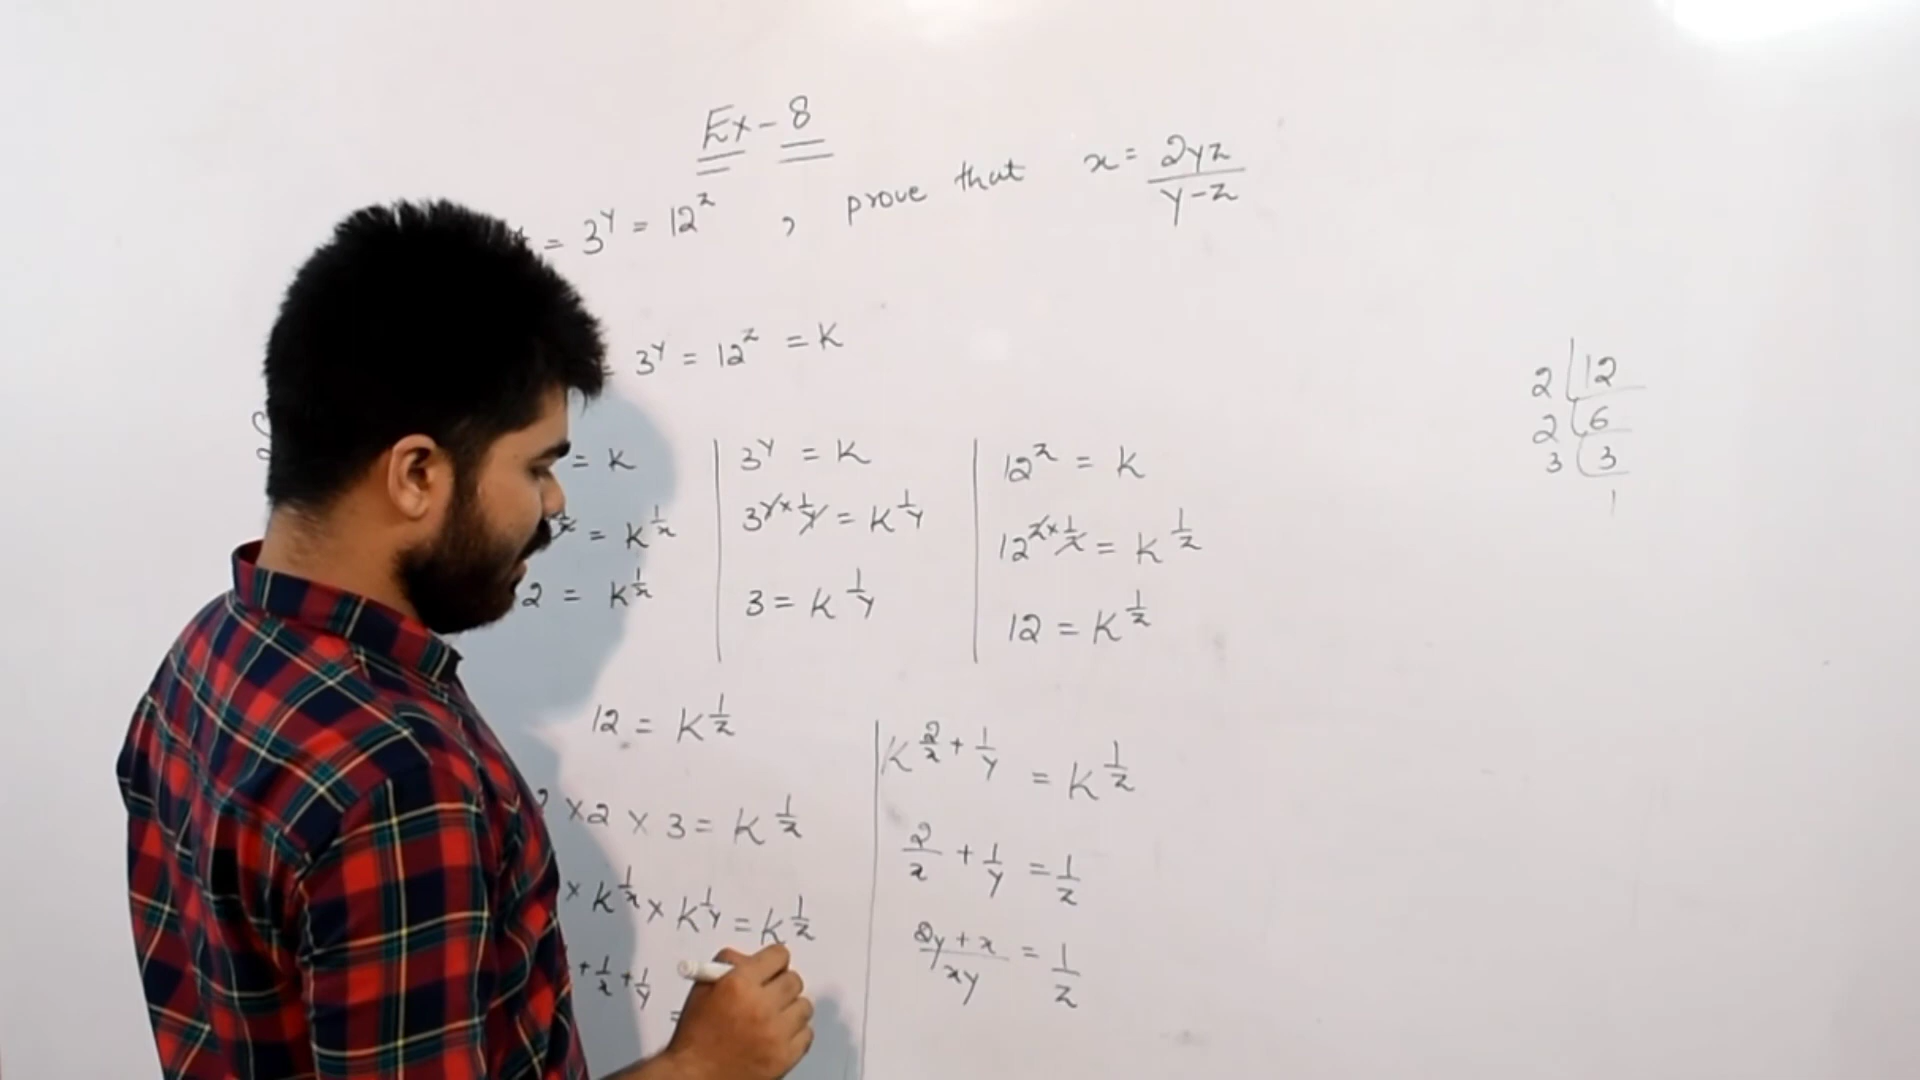 Ex-8
= 3^y = 12^z , prove that x = 2yz / y-z
= 3^y = 12^z = K
= K
= K^(1/x)
2 = K^(1/x)
3^y = K
3^(y×1/y) = K^(1/y)
3 = K^(1/y)
12^z = K
12^(z×1/z) = K^(1/z)
12 = K^(1/z)
12 = K^(1/z)
×2 × 3 = K^(1/z)
× K^(1/x) × K^(1/y) = K^(1/z)
+ 1/x + 1/y =
K^(2/x + 1/y) = K^(1/z)
2/x + 1/y = 1/z
2y + x / xy = 1/z
2 | 12
2 | 6
3 | 3
1